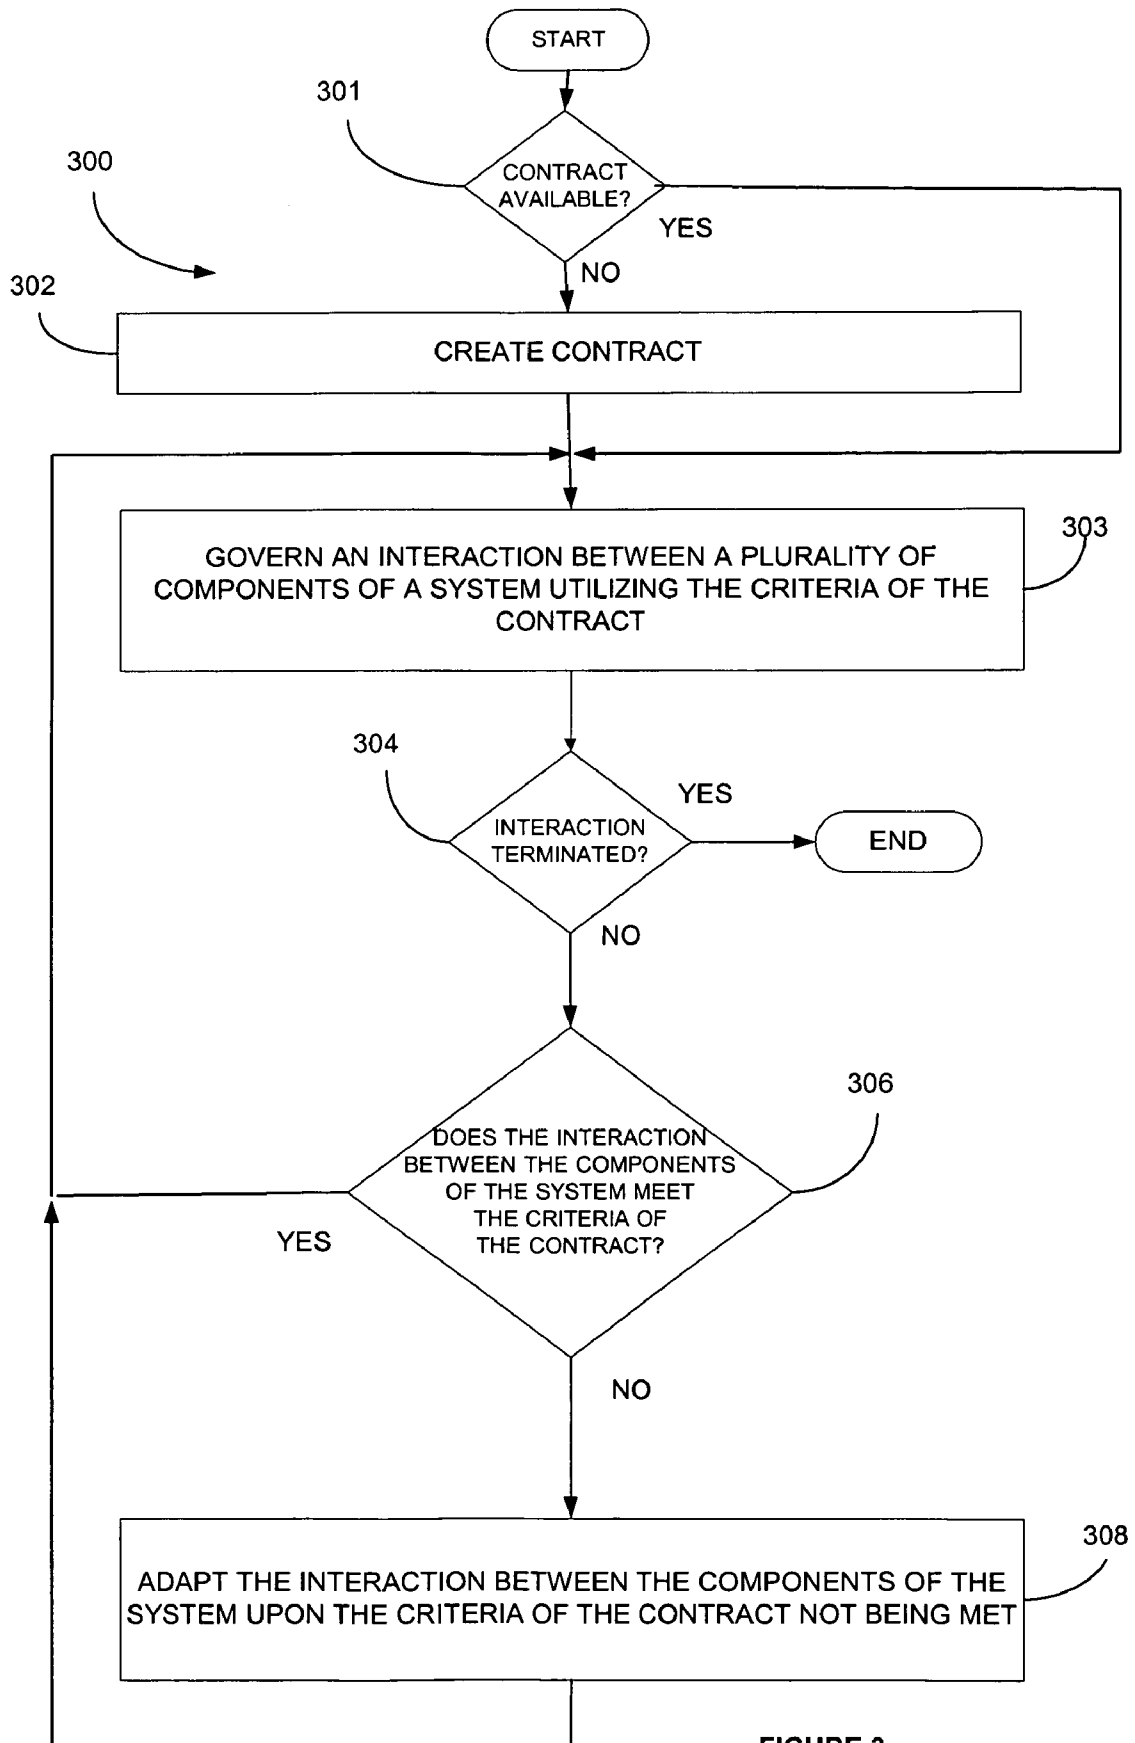 START
301
CONTRACT
AVAILABLE?
300
YES
NO
302
CREATE CONTRACT
303
GOVERN AN INTERACTION BETWEEN A PLURALITY OF
COMPONENTS OF A SYSTEM UTILIZING THE CRITERIA OF THE
CONTRACT
304
YES
INTERACTION
TERMINATED?
END
NO
306
DOES THE INTERACTION
BETWEEN THE COMPONENTS
OF THE SYSTEM MEET
THE CRITERIA OF
THE CONTRACT?
YES
NO
308
ADAPT THE INTERACTION BETWEEN THE COMPONENTS OF THE
SYSTEM UPON THE CRITERIA OF THE CONTRACT NOT BEING MET
FIGURE